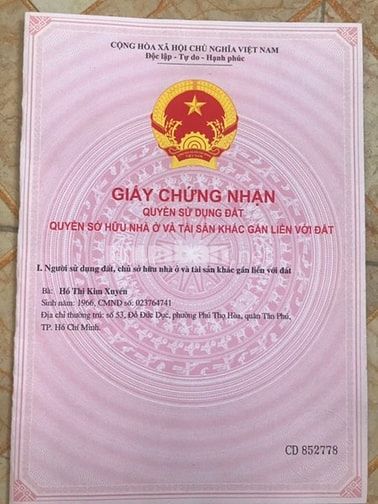 CỘNG HÒA XÃ HỘI CHỦ NGHĨA VIỆT NAM
Độc lập - Tự do - Hạnh phúc
VIỆT NAM
GIẤY CHỨNG NHẬN
QUYỀN SỬ DỤNG ĐẤT
QUYỀN SỞ HỮU NHÀ Ở VÀ TÀI SẢN KHÁC GẮN LIỀN VỚI ĐẤT
I. Người sử dụng đất, chủ sở hữu nhà ở và tài sản khác gắn liền với đất
Bà: Hồ Thị Kim Xuyến
Sinh năm: 1966, CMND số: 023764741
Địa chỉ thường trú: số 53, Đỗ Đức Dục, phường Phú Thọ Hòa, quận Tân Phú,
TP. Hồ Chí Minh.
CD 852778